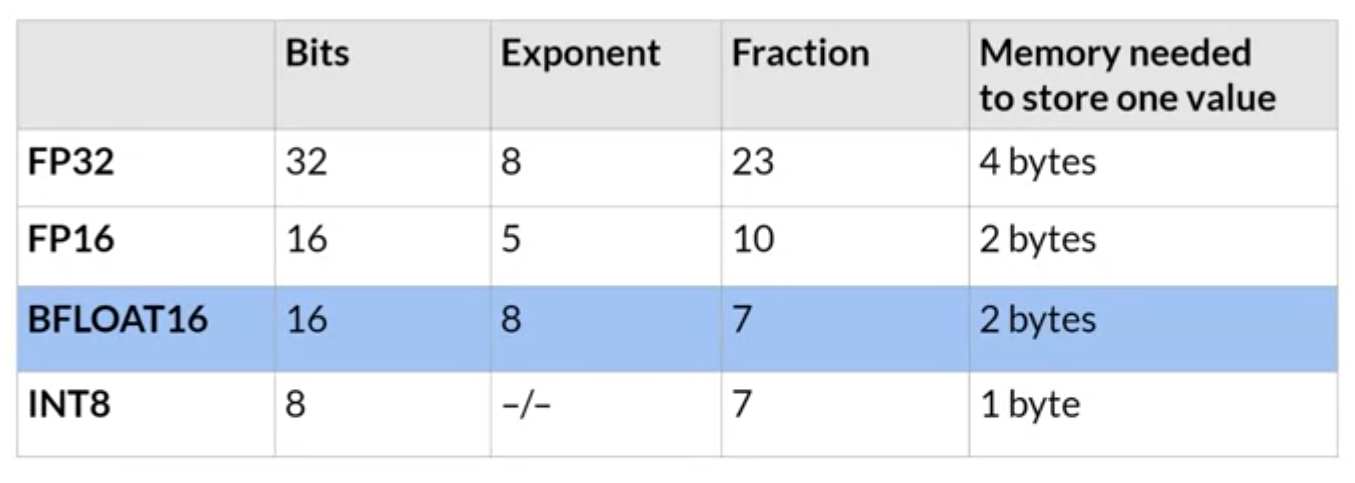 Bits Exponent Fraction Memory needed
to store one value
FP32 32 8 23 4 bytes
FP16 16 5 10 2 bytes
BFLOAT16 16 8 7 2 bytes
INT8 8 –/– 7 1 byte